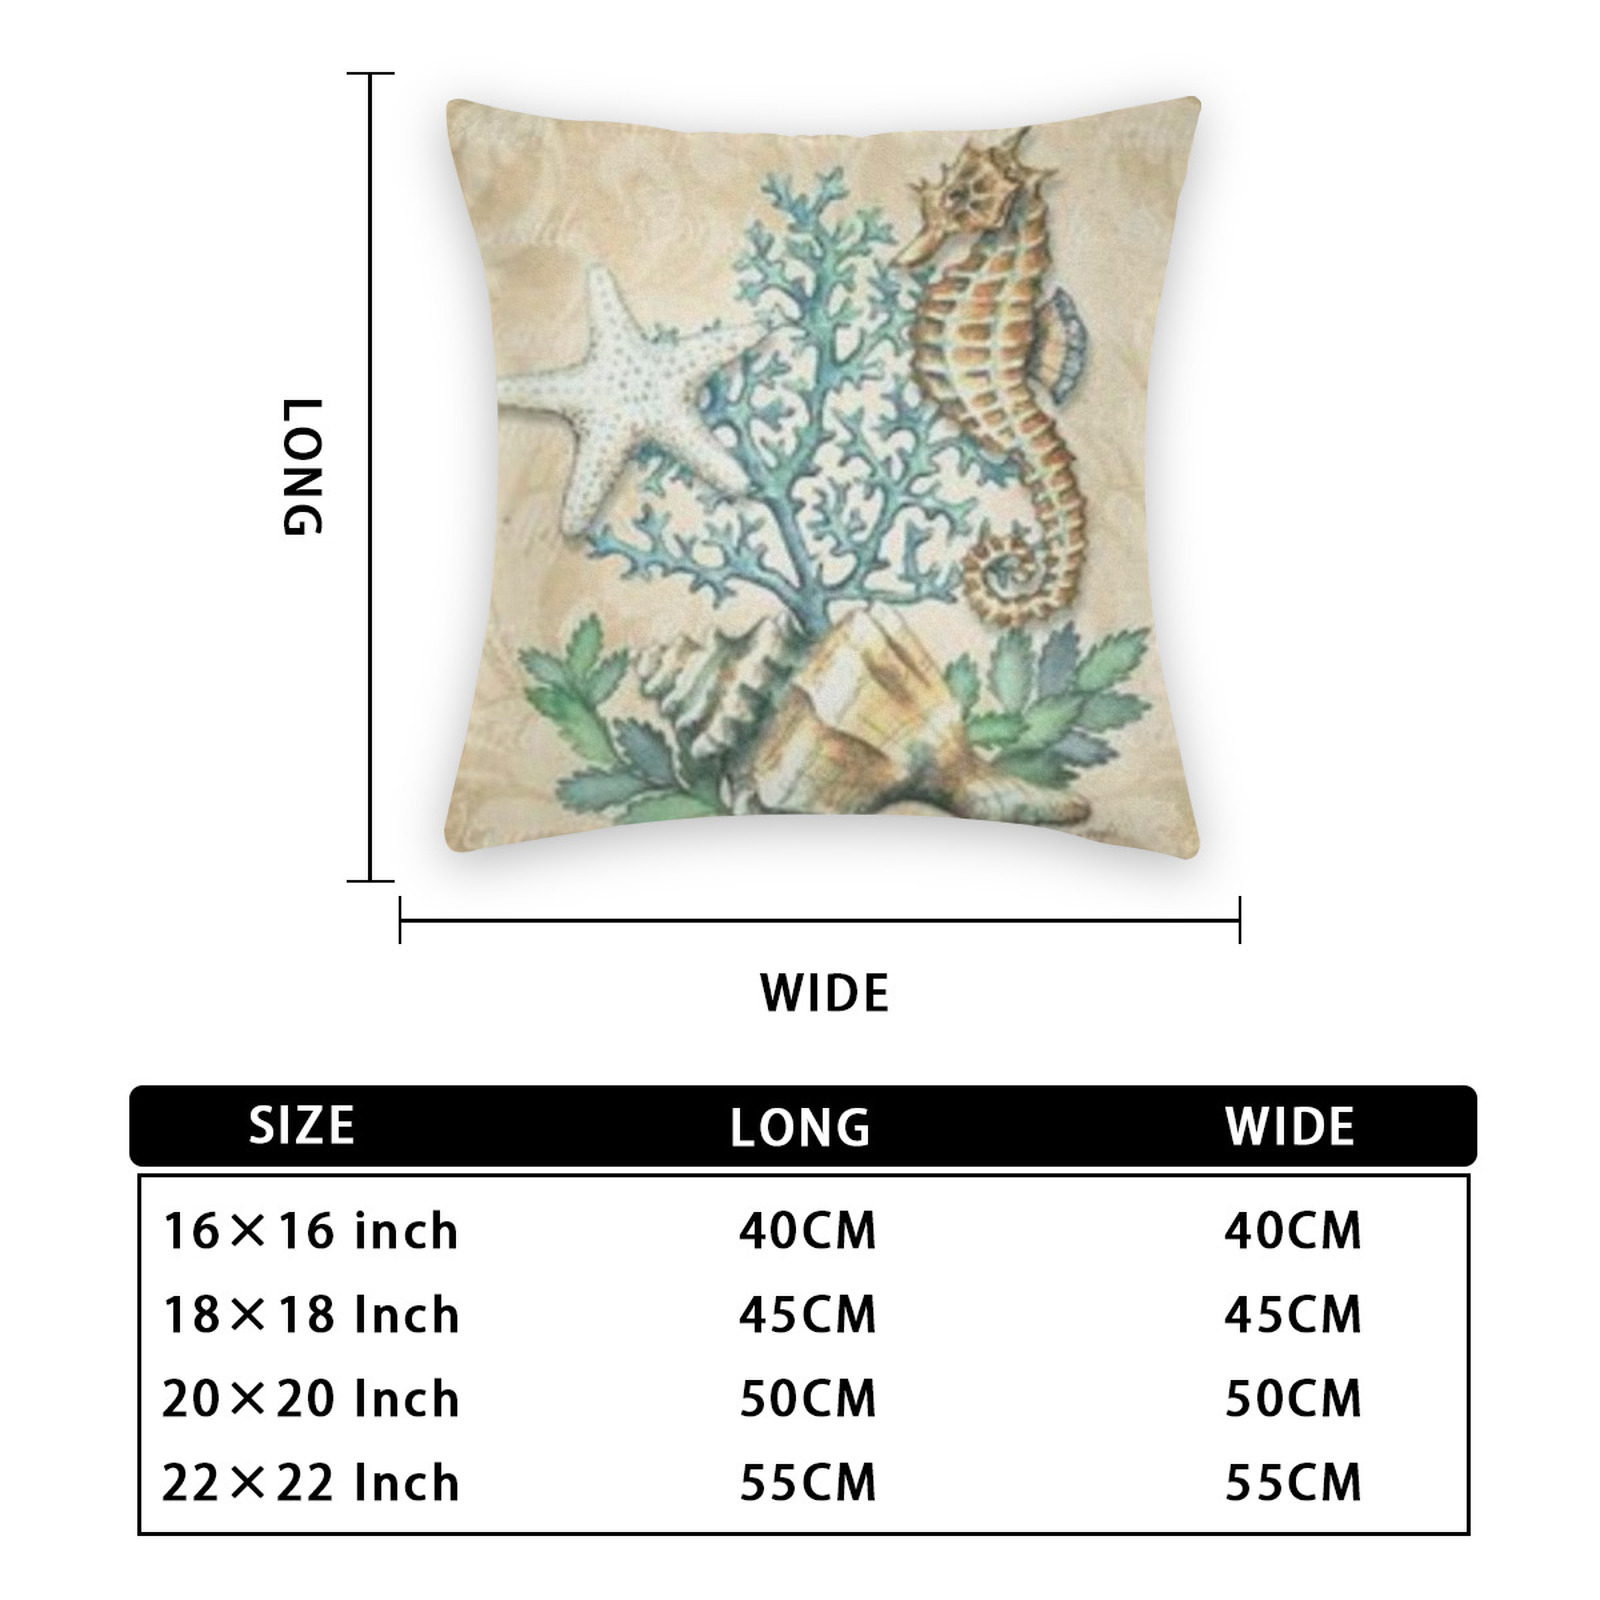 LONG
WIDE
SIZE LONG WIDE
16×16 inch 40CM 40CM
18×18 Inch 45CM 45CM
20×20 Inch 50CM 50CM
22×22 Inch 55CM 55CM